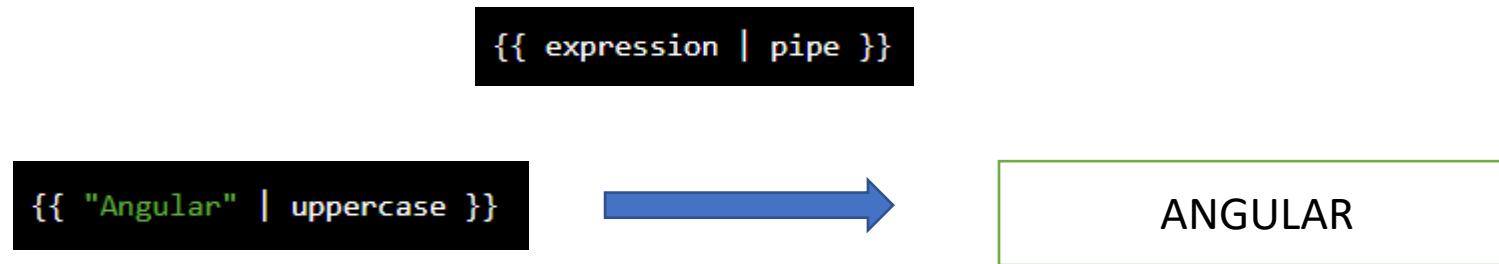 {{ expression | pipe }}
{{ "Angular" | uppercase }}
ANGULAR